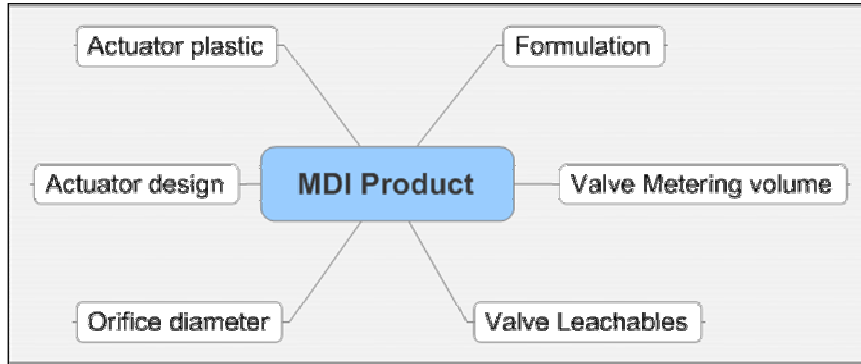 Actuator plastic
Formulation
Actuator design
MDI Product
Valve Metering volume
Orifice diameter
Valve Leachables